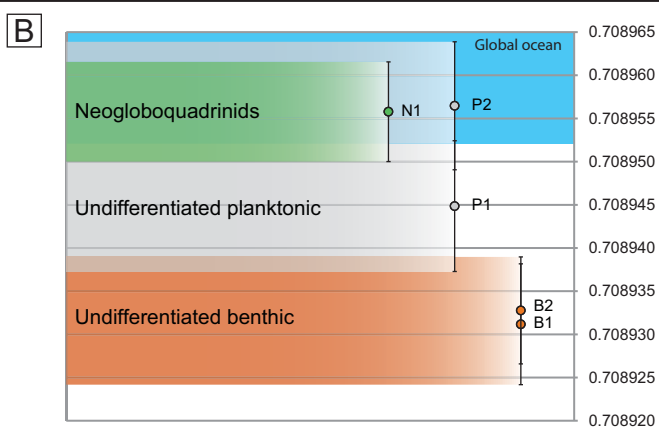 B
Global ocean
0.708965
0.708960
Neogloboquadrinids
N1
P2
0.708955
0.708950
Undifferentiated planktonic
P1
0.708945
0.708940
0.708935
Undifferentiated benthic
B2
B1
0.708930
0.708925
0.708920